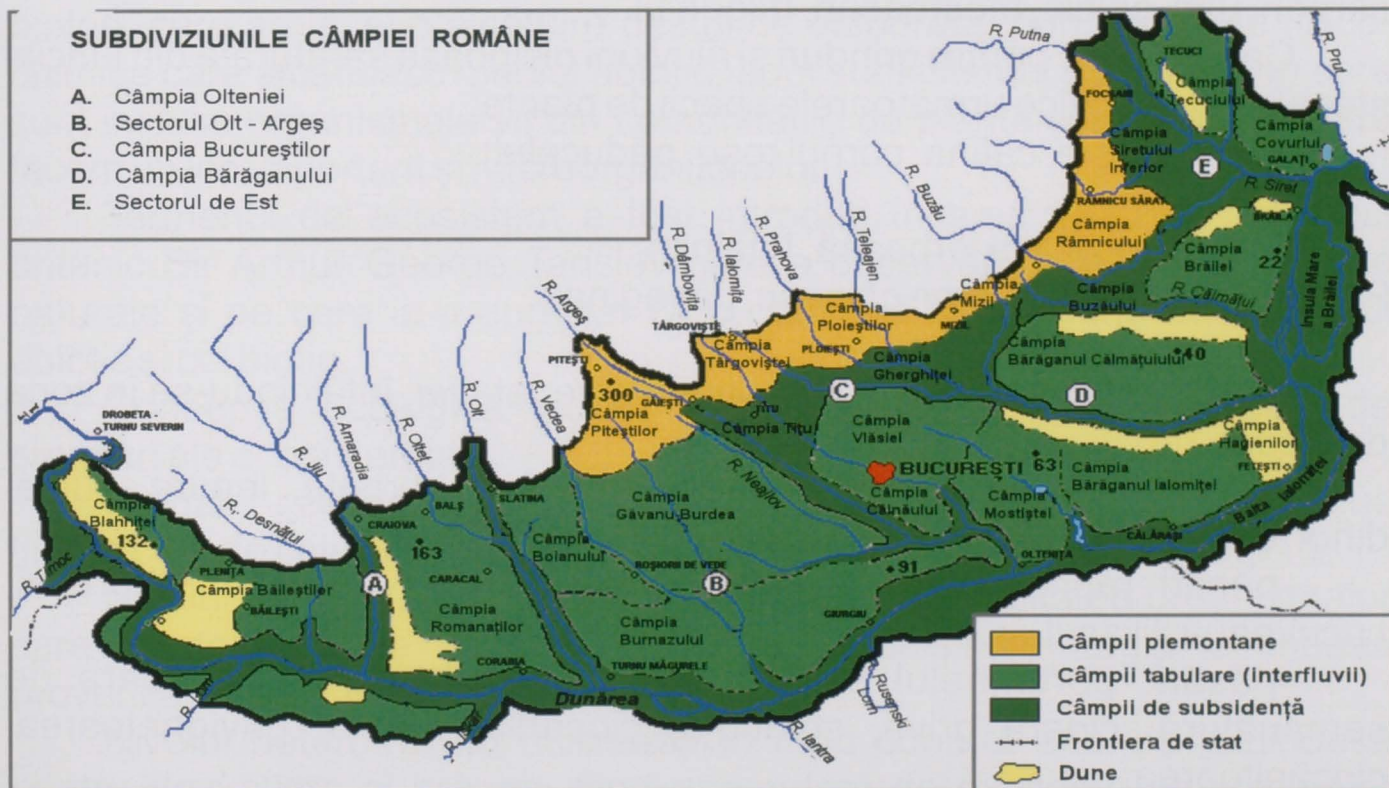 SUBDIVIZIUNILE CÂMPIEI ROMÂNE
A. Câmpia Olteniei
B. Sectorul Olt - Argeş
C. Câmpia Bucureştilor
D. Câmpia Bărăganului
E. Sectorul de Est
R. Putna
R. Prut
TECUCI
Câmpia
Tecuciului
FOCŞANI
Câmpia
Covurlui
GALAŢI
Câmpia
Siretului
Inferior
E
R. Siret
R. Buzău
RÂMNICU SĂRAT
BRĂILA
Câmpia
Râmnicului
Câmpia
Brăilei
22
Insula Mare
a Brăilei
R. Dâmboviţa
R. Ialomiţa
R. Prahova
R. Teleajen
Câmpia
Mizil
MIZIL
Câmpia
Buzăului
R. Călmăţui
R. Argeş
TÂRGOVIŞTE
Câmpia
Ploieştilor
PLOIEŞTI
Câmpia
Târgoviştei
Câmpia
Gherghiţei
Câmpia
Bărăganul Călmăţuiului
40
PITEŞTI
300
Câmpia
Piteştilor
GĂEŞTI
TITU
Câmpia Titu
C
D
Câmpia
Vlăsiei
BUCUREŞTI
63
Câmpia
Hagienilor
FETEŞTI
Câmpia
Bărăganul Ialomiţei
Câmpia
Mostiştei
Câmpia
Câlnăului
Balta Ialomiţei
CĂLĂRAŞI
OLTENIŢA
DROBETA -
TURNU SEVERIN
R. Jiu
R. Amaradia
R. Olteţ
R. Olt
R. Vedea
R. Neajlov
R. Desnăţul
SLATINA
BALŞ
CRAIOVA
Câmpia
Găvanu-Burdea
Câmpia
Boianului
ROŞIORII DE VEDE
B
91
Câmpia
Blahniţei
132
R. Timoc
PLENIŢA
Câmpia Băileştilor
BĂILEŞTI
A
163
CARACAL
Câmpia
Romanaţilor
CORABIA
Câmpia
Burnazului
TURNU MĂGURELE
GIURGIU
Dunărea
R. Iantra
Rusenski
Lom
Câmpii piemontane
Câmpii tabulare (interfluvii)
Câmpii de subsidenţă
Frontiera de stat
Dune